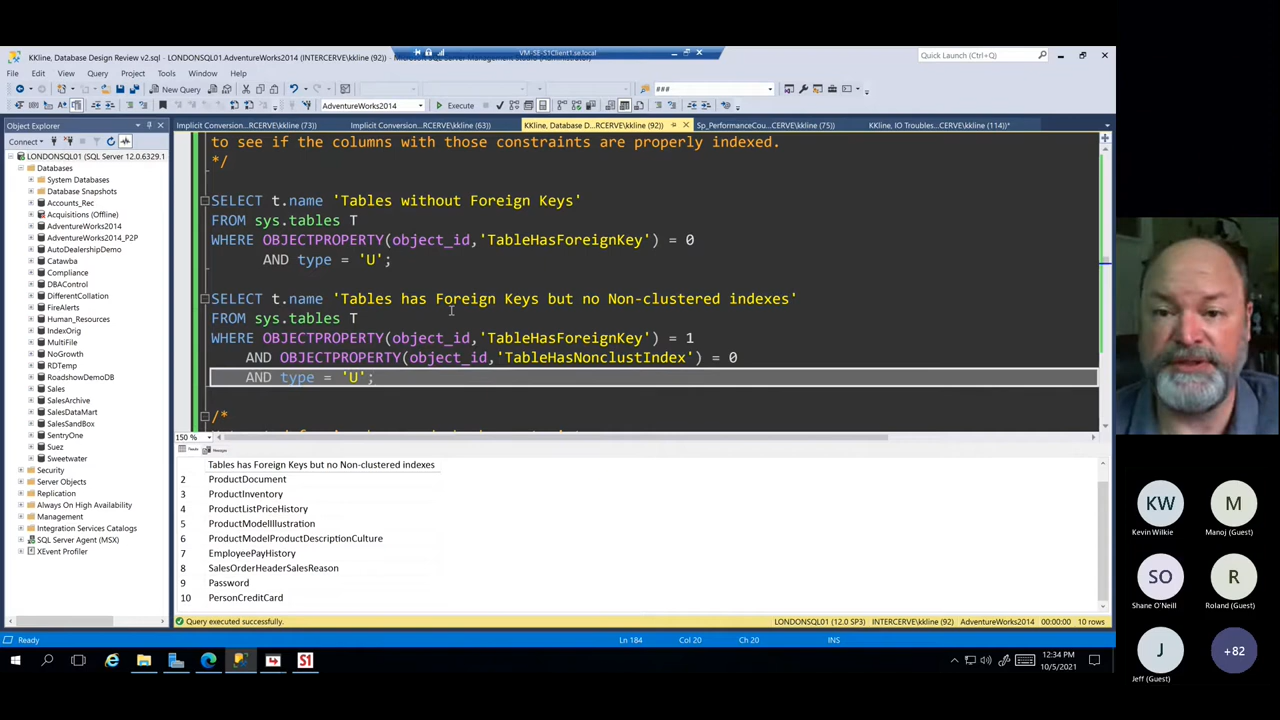 VM-SE-S1Client1.se.local
KKline, Database Design Review v2.sql - LONDONSQL01.AdventureWorks2014 (INTERCERVE\kkline (92))
Quick Launch (Ctrl+Q)
File Edit View Query Project Tools Window Help
New Query
###
AdventureWorks2014
Execute
Object Explorer
Implicit Conversion...RCERVE\kkline (73))
Implicit Conversion...RCERVE\kkline (63))
KKline, Database D...RCERVE\kkline (92))
Sp_PerformanceCou...CERVE\kkline (75))
KKline, IO Troubles...CERVE\kkline (114))*
Connect
LONDONSQL01 (SQL Server 12.0.6329.1
Databases
System Databases
Database Snapshots
Accounts_Rec
Acquisitions (Offline)
AdventureWorks2014
AdventureWorks2014_P2P
AutoDealershipDemo
Catawba
Compliance
DBAControl
DifferentCollation
FireAlerts
Human_Resources
IndexOrig
MultiFile
NoGrowth
RDTemp
RoadshowDemoDB
Sales
SalesArchive
SalesDataMart
SalesSandBox
SentryOne
Suez
Sweetwater
Security
Server Objects
Replication
Always On High Availability
Management
Integration Services Catalogs
SQL Server Agent (MSX)
XEvent Profiler
to see if the columns with those constraints are properly indexed.
*/
SELECT t.name 'Tables without Foreign Keys'
FROM sys.tables T
WHERE OBJECTPROPERTY(object_id,'TableHasForeignKey') = 0
AND type = 'U';
SELECT t.name 'Tables has Foreign Keys but no Non-clustered indexes'
FROM sys.tables T
WHERE OBJECTPROPERTY(object_id,'TableHasForeignKey') = 1
AND OBJECTPROPERTY(object_id,'TableHasNonclustIndex') = 0
AND type = 'U';
/*
150 %
Results Messages
Tables has Foreign Keys but no Non-clustered indexes
2 ProductDocument
3 ProductInventory
4 ProductListPriceHistory
5 ProductModelIllustration
6 ProductModelProductDescriptionCulture
7 EmployeePayHistory
8 SalesOrderHeaderSalesReason
9 Password
10 PersonCreditCard
Query executed successfully.
LONDONSQL01 (12.0 SP3) INTERCERVE\kkline (92) AdventureWorks2014 00:00:00 10 rows
Ready
Ln 184 Col 20 Ch 20 INS
S1
12:34 PM
10/5/2021
KW
Kevin Wilkie
M
Manoj (Guest)
SO
Shane O'Neill
R
Roland (Guest)
J
Jeff (Guest)
+82